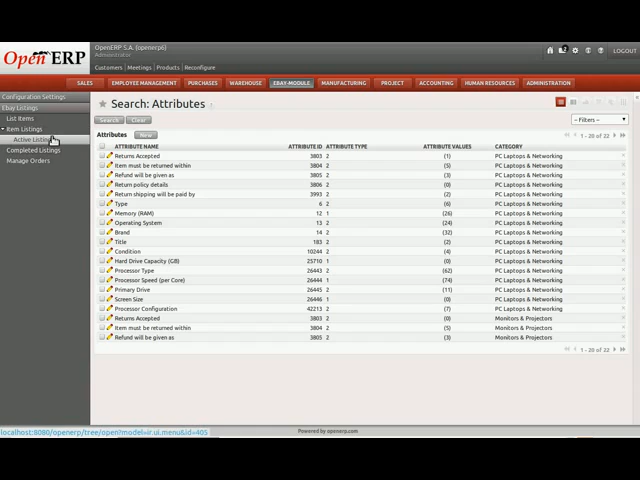 OpenERP S.A. (openerp6)
Administrator
Open ERP
Customers Meetings Products Reconfigure
2
LOGOUT
SALES EMPLOYEE MANAGEMENT PURCHASES WAREHOUSE EBAY-MODULE MANUFACTURING PROJECT ACCOUNTING HUMAN RESOURCES ADMINISTRATION
Configuration Settings
Ebay Listings
List Items
Item Listings
Active Listings
Completed Listings
Manage Orders
Search: Attributes
Search Clear
-- Filters --
Attributes New
1 - 20 of 22
ATTRIBUTE NAME ATTRIBUTE ID ATTRIBUTE TYPE ATTRIBUTE VALUES CATEGORY
Returns Accepted 3803 2 (1) PC Laptops & Networking
Item must be returned within 3804 2 (5) PC Laptops & Networking
Refund will be given as 3805 2 (3) PC Laptops & Networking
Return policy details 3806 2 (0) PC Laptops & Networking
Return shipping will be paid by 3993 2 (2) PC Laptops & Networking
Type 6 2 (6) PC Laptops & Networking
Memory (RAM) 12 1 (26) PC Laptops & Networking
Operating System 13 2 (24) PC Laptops & Networking
Brand 14 2 (32) PC Laptops & Networking
Title 183 2 (2) PC Laptops & Networking
Condition 10244 2 (4) PC Laptops & Networking
Hard Drive Capacity (GB) 25710 1 (0) PC Laptops & Networking
Processor Type 26443 2 (62) PC Laptops & Networking
Processor Speed (per Core) 26444 1 (74) PC Laptops & Networking
Primary Drive 26445 2 (11) PC Laptops & Networking
Screen Size 26446 1 (0) PC Laptops & Networking
Processor Configuration 42213 2 (7) PC Laptops & Networking
Returns Accepted 3803 2 (0) Monitors & Projectors
Item must be returned within 3804 2 (5) Monitors & Projectors
Refund will be given as 3805 2 (3) Monitors & Projectors
1 - 20 of 22
Powered by openerp.com
localhost:8080/openerp/tree/open?model=ir.ui.menu&id=405